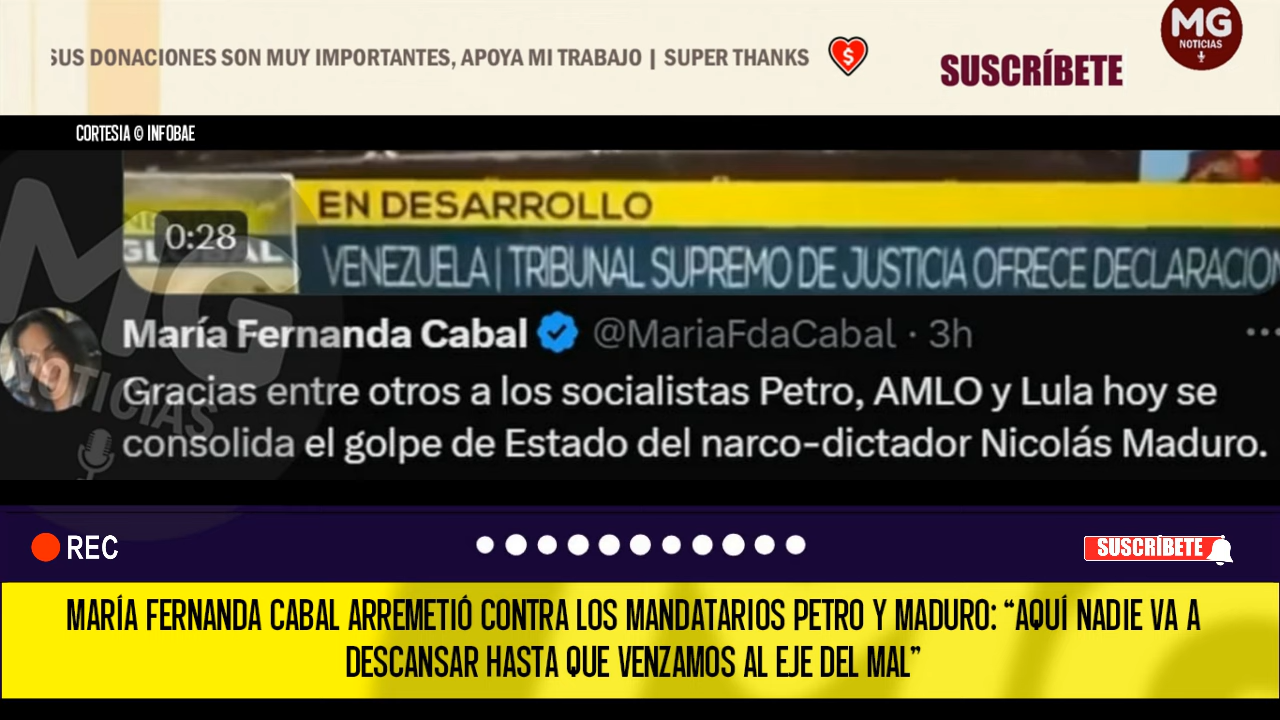 SUS DONACIONES SON MUY IMPORTANTES, APOYA MI TRABAJO | SUPER THANKS
SUSCRÍBETE
MG
NOTICIAS
CORTESIA © INFOBAE
EN DESARROLLO
0:28
GLOBAL
VENEZUELA | TRIBUNAL SUPREMO DE JUSTICIA OFRECE DECLARACION
María Fernanda Cabal @MariaFdaCabal · 3h
Gracias entre otros a los socialistas Petro, AMLO y Lula hoy se
consolida el golpe de Estado del narco-dictador Nicolás Maduro.
MG
NOTICIAS
REC
SUSCRÍBETE
MARÍA FERNANDA CABAL ARREMETIÓ CONTRA LOS MANDATARIOS PETRO Y MADURO: “AQUÍ NADIE VA A
DESCANSAR HASTA QUE VENZAMOS AL EJE DEL MAL”